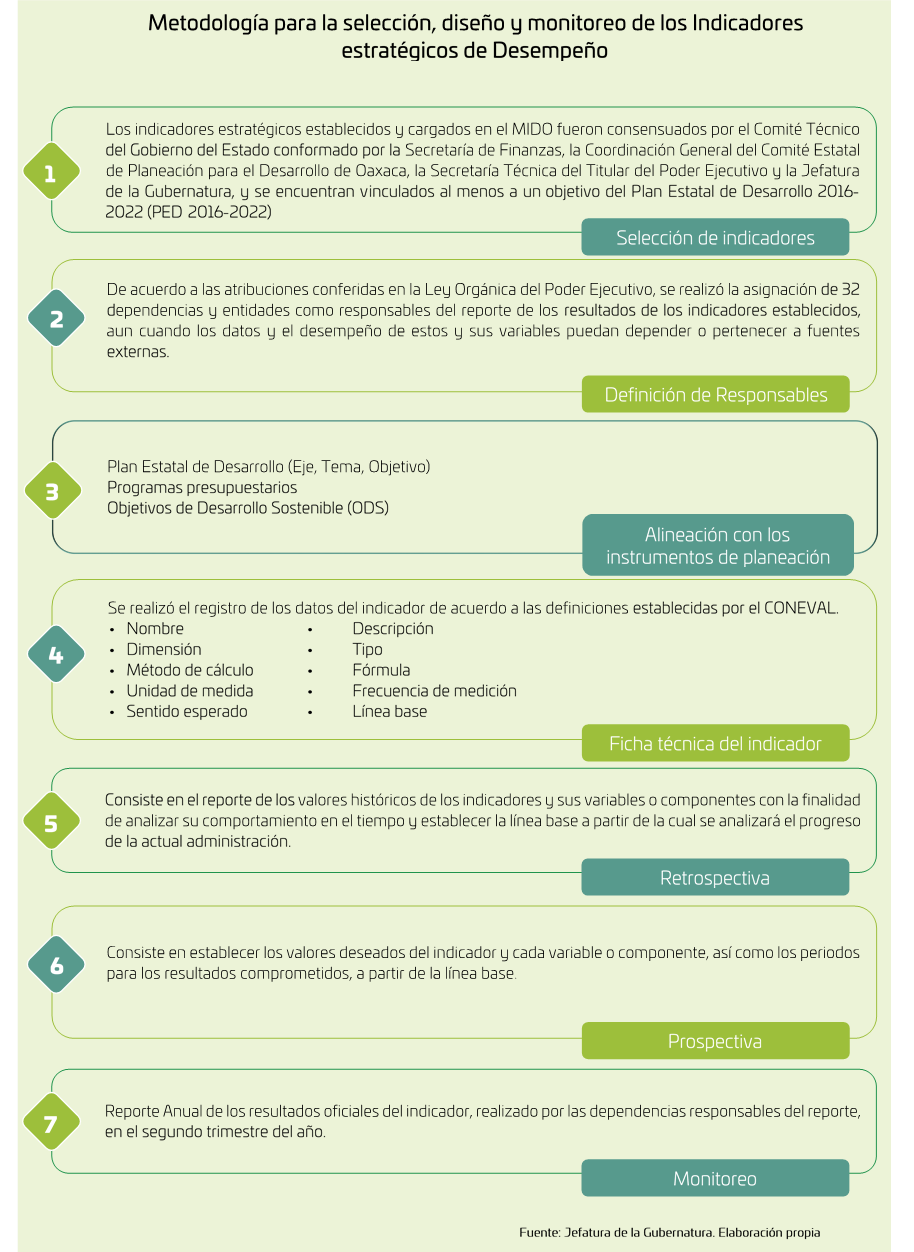 Metodología para la selección, diseño y monitoreo de los Indicadores
estratégicos de Desempeño
1
Los indicadores estratégicos establecidos y cargados en el MIDO fueron consensuados por el Comité Técnico
del Gobierno del Estado conformado por la Secretaría de Finanzas, la Coordinación General del Comité Estatal
de Planeación para el Desarrollo de Oaxaca, la Secretaría Técnica del Titular del Poder Ejecutivo y la Jefatura
de la Gubernatura, y se encuentran vinculados al menos a un objetivo del Plan Estatal de Desarrollo 2016-
2022 (PED 2016-2022)
Selección de indicadores
2
De acuerdo a las atribuciones conferidas en la Ley Orgánica del Poder Ejecutivo, se realizó la asignación de 32
dependencias y entidades como responsables del reporte de los resultados de los indicadores establecidos,
aun cuando los datos y el desempeño de estos y sus variables puedan depender o pertenecer a fuentes
externas.
Definición de Responsables
3
Plan Estatal de Desarrollo (Eje, Tema, Objetivo)
Programas presupuestarios
Objetivos de Desarrollo Sostenible (ODS)
Alineación con los
instrumentos de planeación
4
Se realizó el registro de los datos del indicador de acuerdo a las definiciones establecidas por el CONEVAL.
• Nombre • Descripción
• Dimensión • Tipo
• Método de cálculo • Fórmula
• Unidad de medida • Frecuencia de medición
• Sentido esperado • Línea base
Ficha técnica del indicador
5
Consiste en el reporte de los valores históricos de los indicadores y sus variables o componentes con la finalidad
de analizar su comportamiento en el tiempo y establecer la línea base a partir de la cual se analizará el progreso
de la actual administración.
Retrospectiva
6
Consiste en establecer los valores deseados del indicador y cada variable o componente, así como los periodos
para los resultados comprometidos, a partir de la línea base.
Prospectiva
7
Reporte Anual de los resultados oficiales del indicador, realizado por las dependencias responsables del reporte,
en el segundo trimestre del año.
Monitoreo
Fuente: Jefatura de la Gubernatura. Elaboración propia